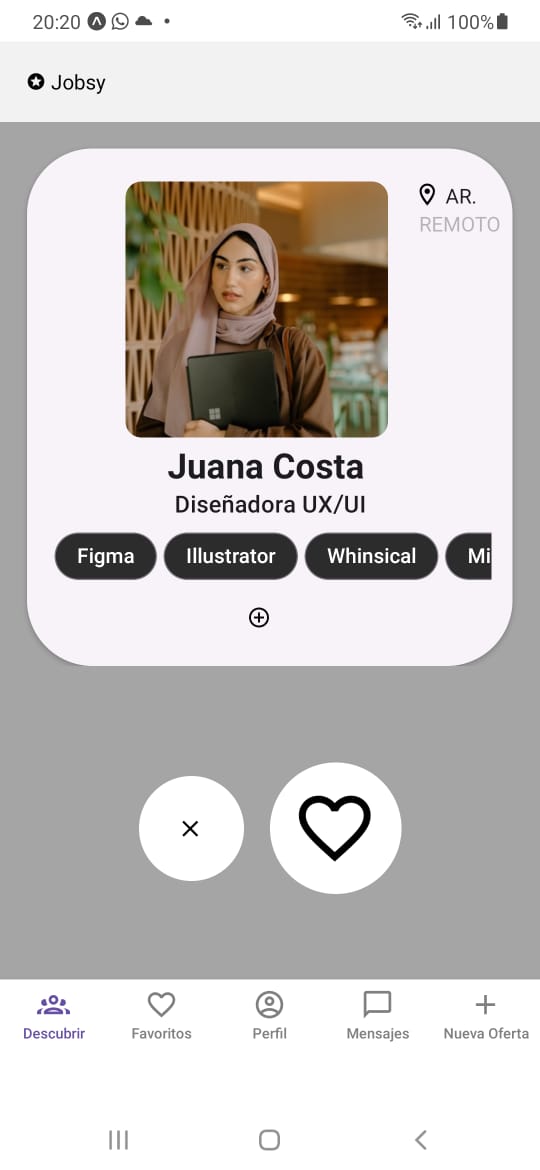 20:20
100%
Jobsy
AR.
REMOTO
Juana Costa
Diseñadora UX/UI
Figma Illustrator Whinsical Mi
Descubrir Favoritos Perfil Mensajes Nueva Oferta